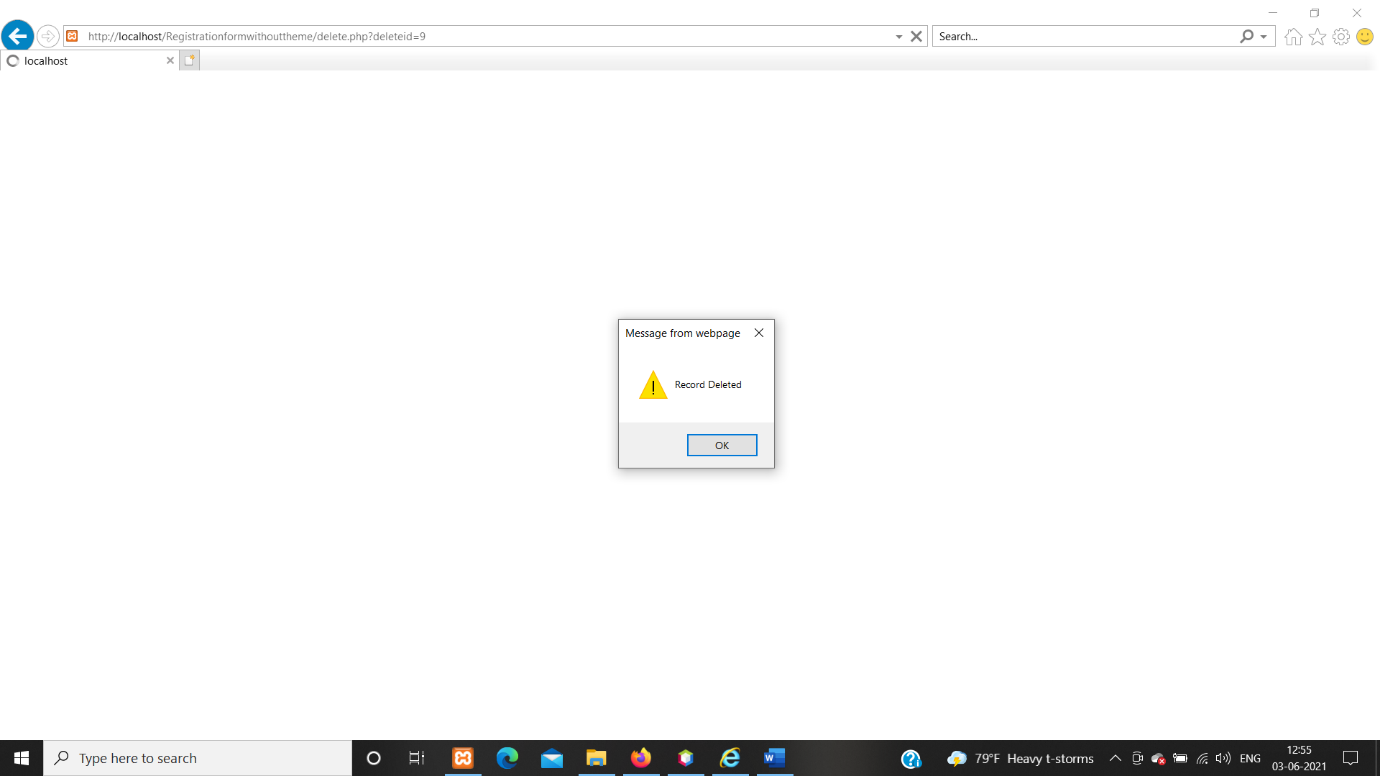 http://localhost/Registrationformwithouttheme/delete.php?deleteid=9
Search...
localhost
Message from webpage
Record Deleted
OK
Type here to search
79°F Heavy t-storms
ENG
12:55
03-06-2021